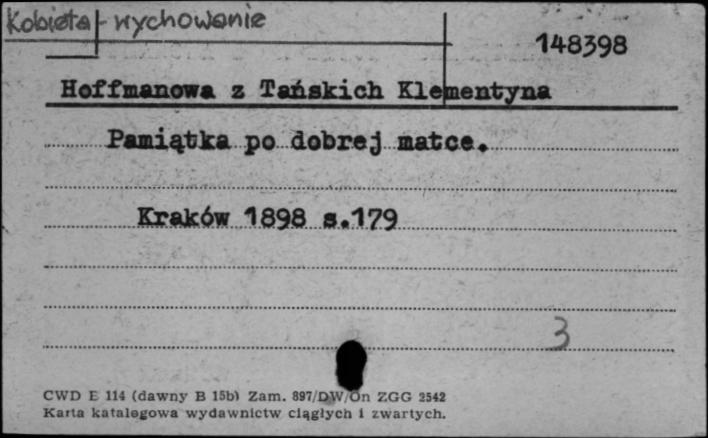 Kobieta - wychowanie
148398
Hoffmanowa z Tańskich Klementyna
Pamiątka po dobrej matce.
Kraków 1898 s.179
3
CWD E 114 (dawny B 15b) Zam. 897/DW/On ZGG 2542
Karta katalogowa wydawnictw ciągłych i zwartych.